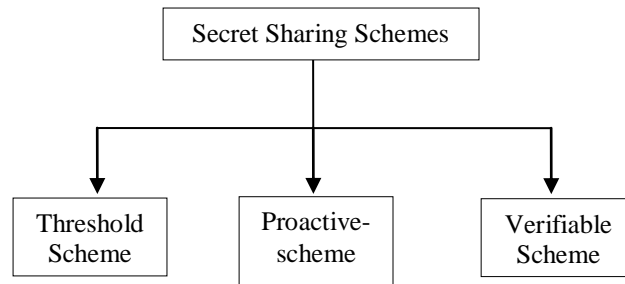 Secret Sharing Schemes
Threshold
Scheme
Proactive-
scheme
Verifiable
Scheme